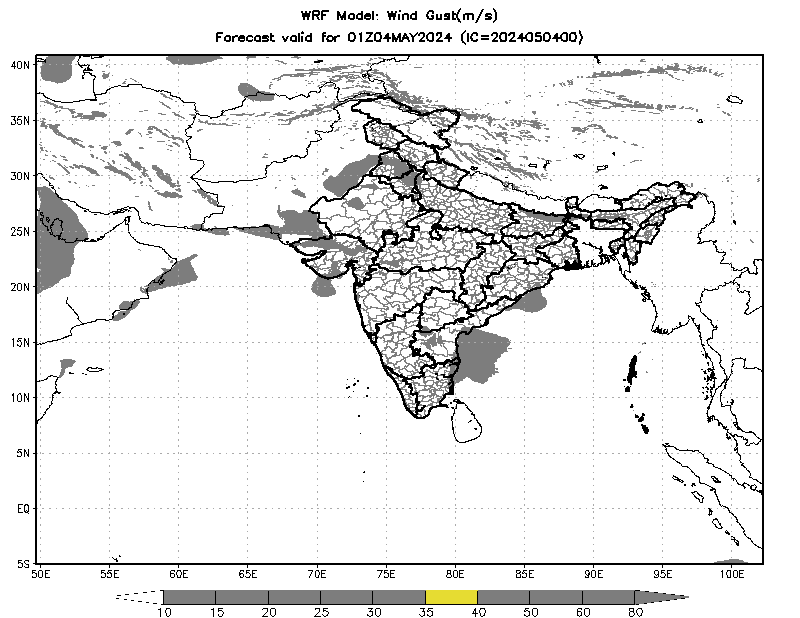 WRF Model: Wind Gust(m/s)
Forecast valid for 01Z04MAY2024 (IC=2024050400)
40N
35N
30N
25N
20N
15N
10N
5N
EQ
5S
50E 55E 60E 65E 70E 75E 80E 85E 90E 95E 100E
10 15 20 25 30 35 40 50 60 80